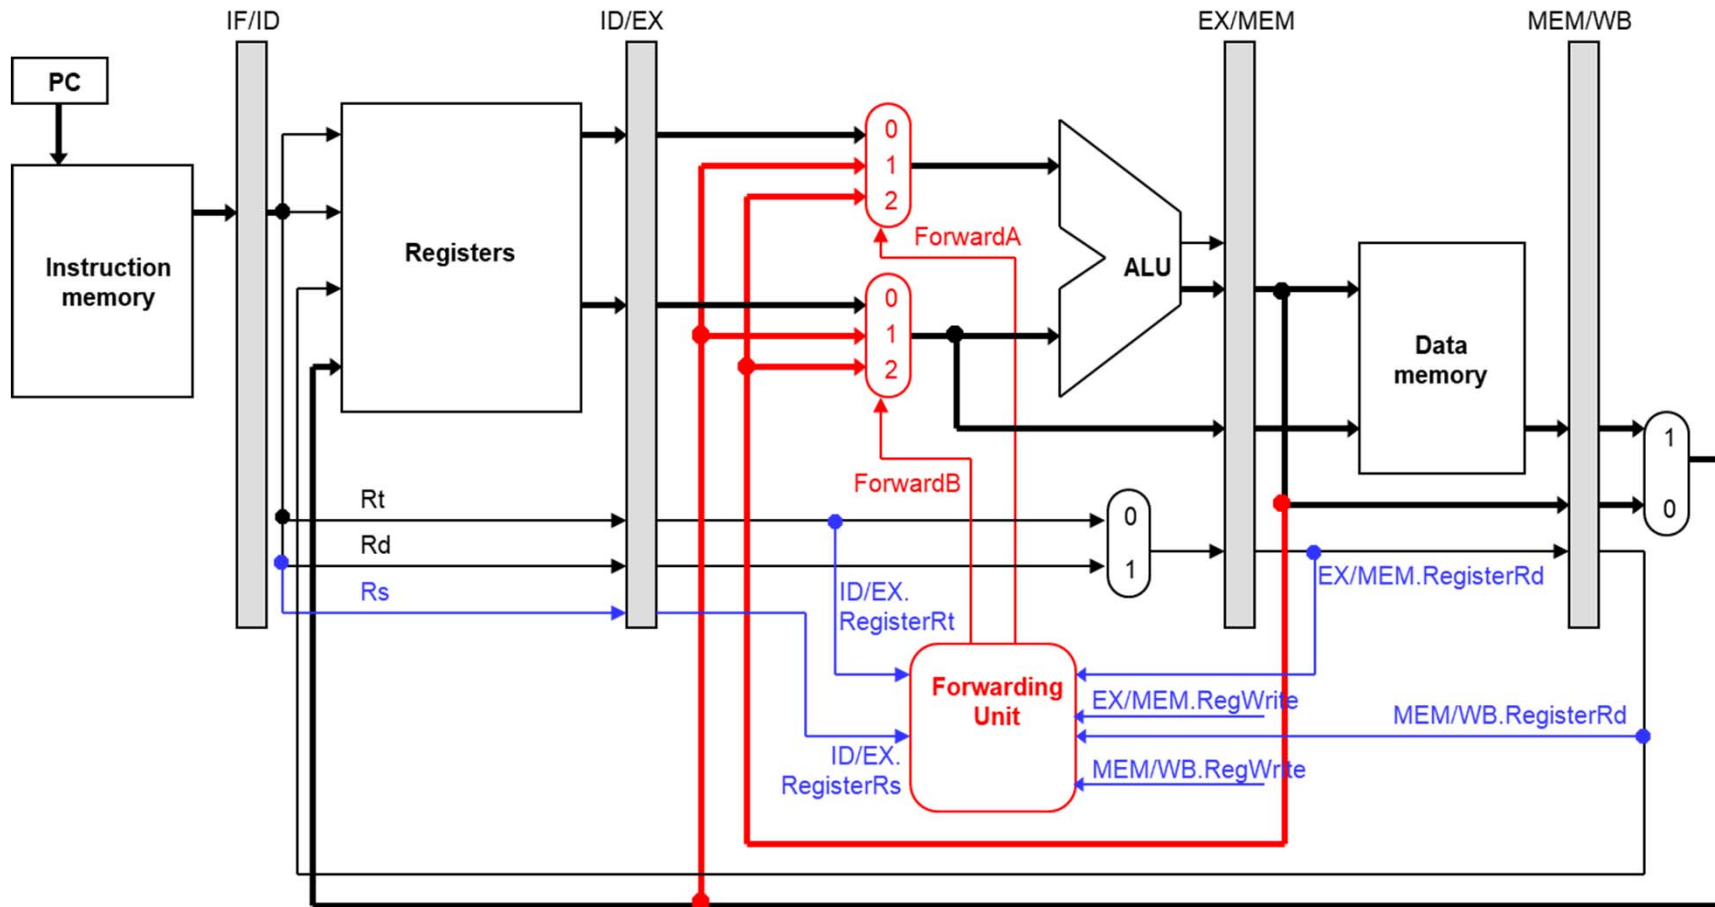 IF/ID
ID/EX
EX/MEM
MEM/WB
PC
Instruction
memory
Registers
0
1
2
ForwardA
0
1
2
ForwardB
ALU
Data
memory
1
0
Rt
Rd
Rs
0
1
ID/EX.
RegisterRt
EX/MEM.RegisterRd
Forwarding
Unit
EX/MEM.RegWrite
MEM/WB.RegisterRd
ID/EX.
RegisterRs
MEM/WB.RegWrite